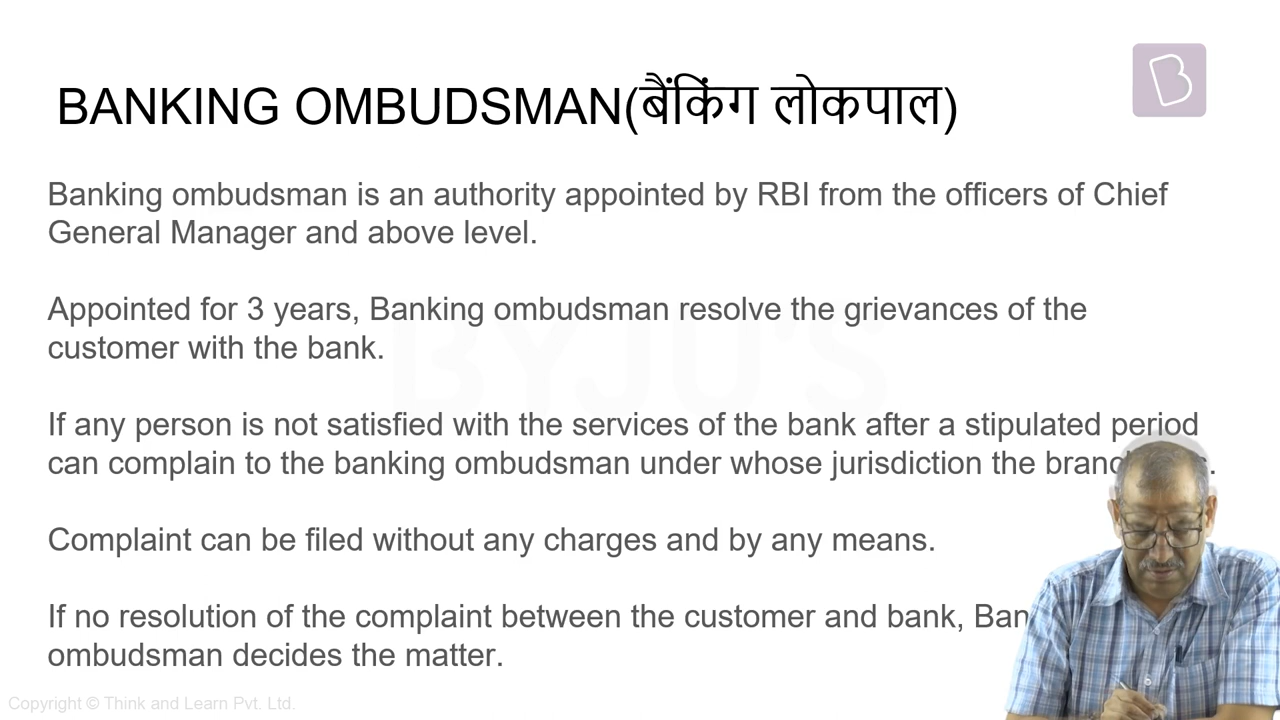 BANKING OMBUDSMAN(बैंकिंग लोकपाल)
Banking ombudsman is an authority appointed by RBI from the officers of Chief
General Manager and above level.
Appointed for 3 years, Banking ombudsman resolve the grievances of the
customer with the bank.
If any person is not satisfied with the services of the bank after a stipulated period
can complain to the banking ombudsman under whose jurisdiction the
Complaint can be filed without any charges and by any means.
If no resolution of the complaint between the customer and bank,
ombudsman decides the matter.
BYJU'S
Copyright © Think and Learn Pvt. Ltd.